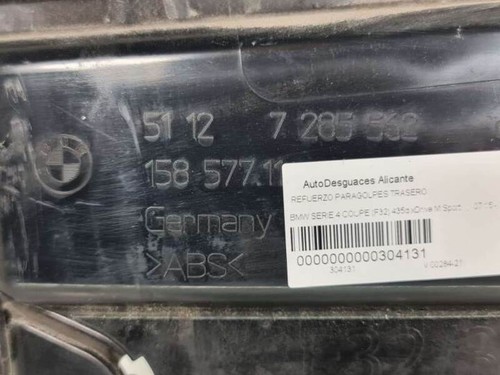 51 12 7 285 562
158 577.11
Germany
>ABS<
AutoDesguaces Alicante
REFUERZO PARAGOLPES TRASERO
BMW SERIE 4 COUPE (F32) 435d xDrive M Sport
0000000000304131
304131